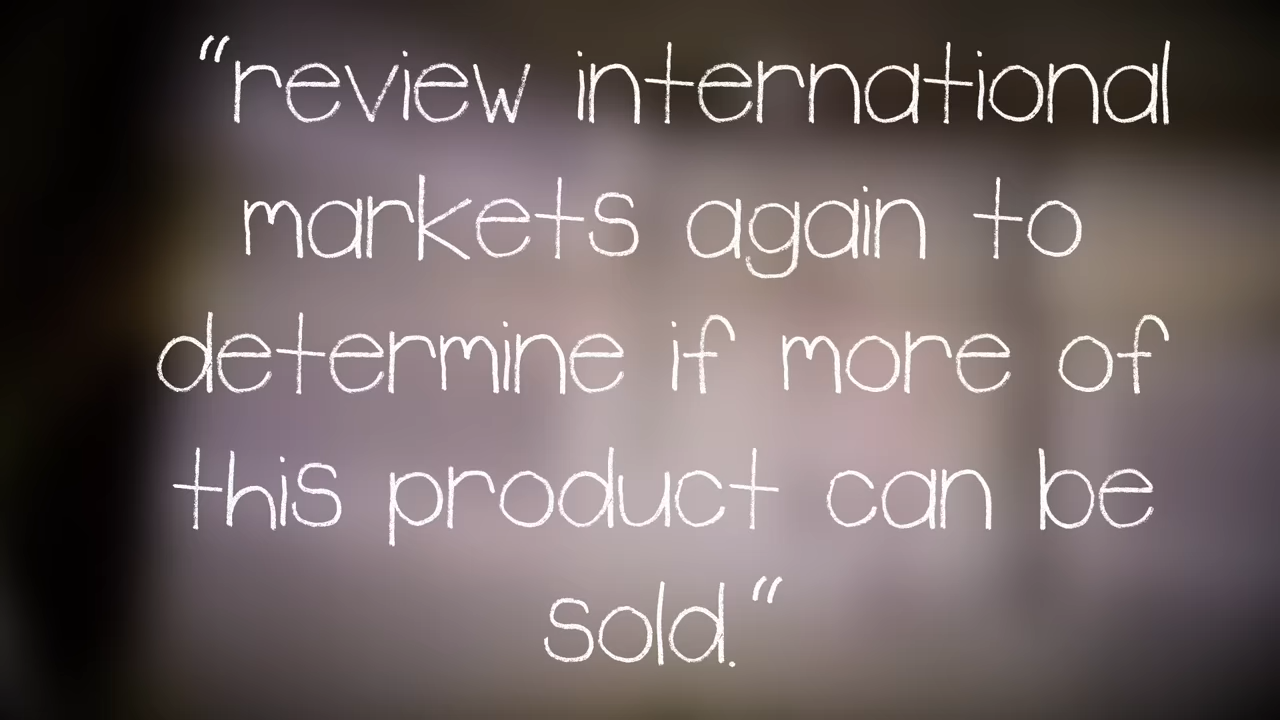 “review international
markets again to
determine if more of
this product can be
sold.“